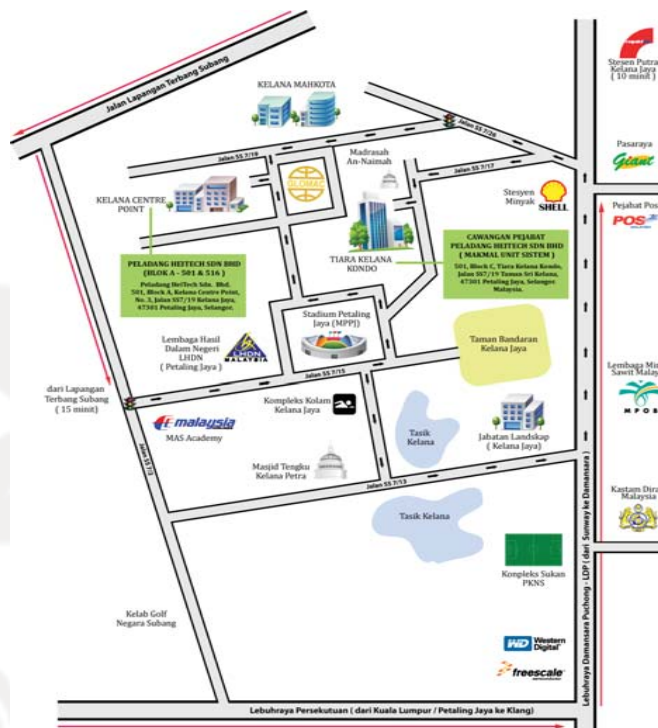 Jalan Lapangan Terbang Subang
KELANA MAHKOTA
Jalan SS 7/26
Stesen Putra
Kelana Jaya
( 10 minit )
Jalan SS 7/19
Madrasah
An-Naimah
Jalan SS 7/17
Pasaraya
Giant
GLOMAC
KELANA CENTRE
POINT
Stesyen
Minyak
SHELL
Pejabat Pos
POS
TIARA KELANA
KONDO
PELADANG HEITECH SDN BHD
(BLOK A - 501 & 516 )
Peladang HeiTech Sdn. Bhd.
501, Block A, Kelana Centre Point,
No. 3, Jalan SS7/19 Kelana Jaya,
47301 Petaling Jaya, Selangor.
CAWANGAN PEJABAT
PELADANG HEITECH SDN BHD
( MAKMAL UNIT SISTEM )
501, Block C, Tiara Kelana Kondo,
Jalan SS7/19 Taman Sri Kelana,
47301 Petaling Jaya, Selangor.
Malaysia.
Stadium Petaling
Jaya (MPPJ)
Lembaga Hasil
Dalam Negeri
LHDN
( Petaling Jaya )
LHDN
MALAYSIA
Taman Bandaran
Kelana Jaya
Jalan SS 7/15
Lembaga Min
Sawit Malay
MPOB
dari Lapangan
Terbang Subang
( 15 minit )
malaysia
MAS Academy
Kompleks Kolam
Kelana Jaya
Tasik
Kelana
Jabatan Landskap
( Kelana Jaya)
Masjid Tengku
Kelana Petra
Jalan SS 7/2
Jalan SS 7/13
Kastam Dira
Malaysia
Tasik Kelana
Konpleks Sukan
PKNS
Lebuhraya Damansara Puchong - LDP ( dari Sunway ke Damansara )
Kelab Golf
Negara Subang
WD Western
Digital
freescale
Lebuhraya Persekutuan ( dari Kuala Lumpur / Petaling Jaya ke Klang)